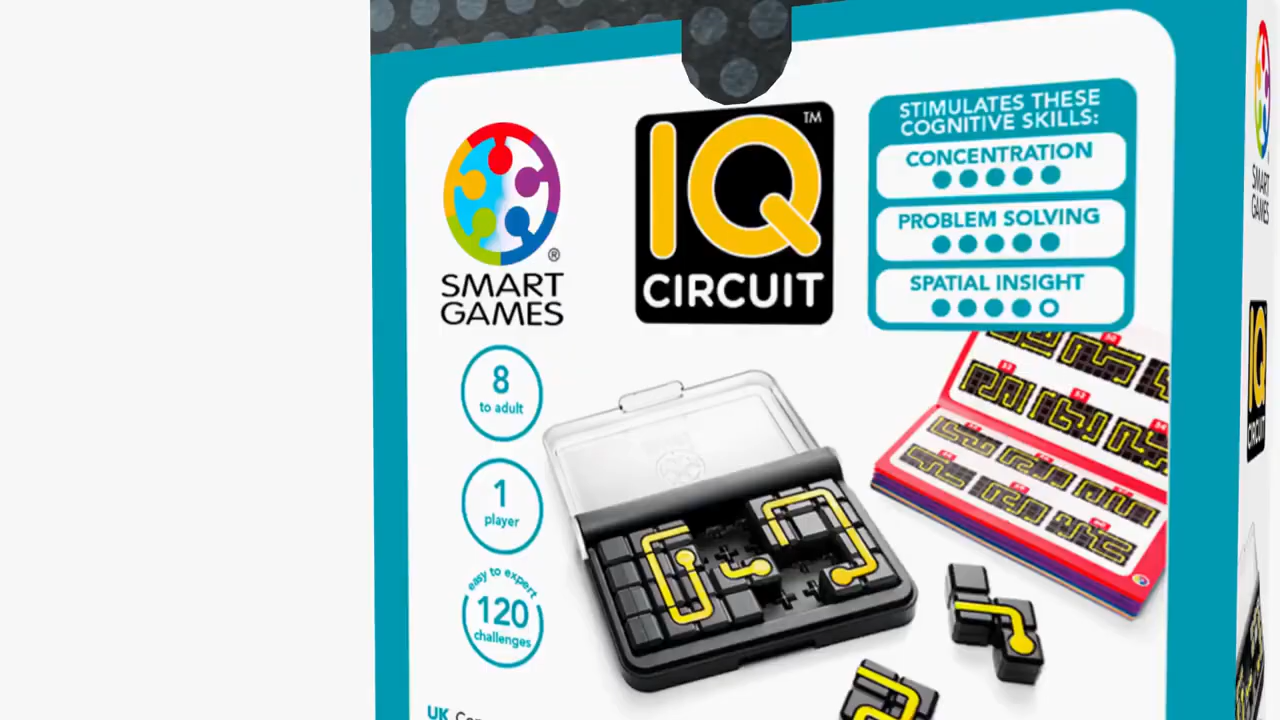 SMART
GAMES
®
IQ
™
CIRCUIT
STIMULATES THESE
COGNITIVE SKILLS:
CONCENTRATION
PROBLEM SOLVING
SPATIAL INSIGHT
8
to adult
1
player
easy to expert
120
challenges
UK
SMART
GAMES
IQ
CIRCUIT